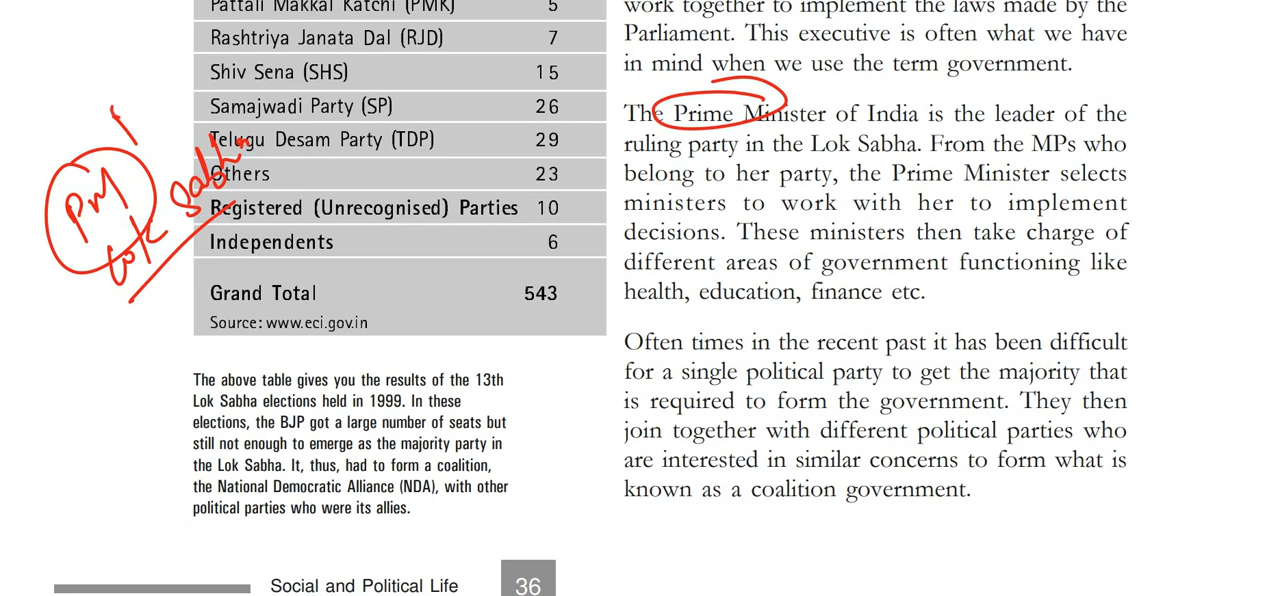 Pattali Makkal Katchi (PMK) 5
Rashtriya Janata Dal (RJD) 7
Shiv Sena (SHS) 15
Samajwadi Party (SP) 26
Telugu Desam Party (TDP) 29
Others 23
Registered (Unrecognised) Parties 10
Independents 6
Grand Total 543
Source: www.eci.gov.in
PM
Lok Sabha
The above table gives you the results of the 13th
Lok Sabha elections held in 1999. In these
elections, the BJP got a large number of seats but
still not enough to emerge as the majority party in
the Lok Sabha. It, thus, had to form a coalition,
the National Democratic Alliance (NDA), with other
political parties who were its allies.
work together to implement the laws made by the
Parliament. This executive is often what we have
in mind when we use the term government.
The Prime Minister of India is the leader of the
ruling party in the Lok Sabha. From the MPs who
belong to her party, the Prime Minister selects
ministers to work with her to implement
decisions. These ministers then take charge of
different areas of government functioning like
health, education, finance etc.
Often times in the recent past it has been difficult
for a single political party to get the majority that
is required to form the government. They then
join together with different political parties who
are interested in similar concerns to form what is
known as a coalition government.
Social and Political Life 36